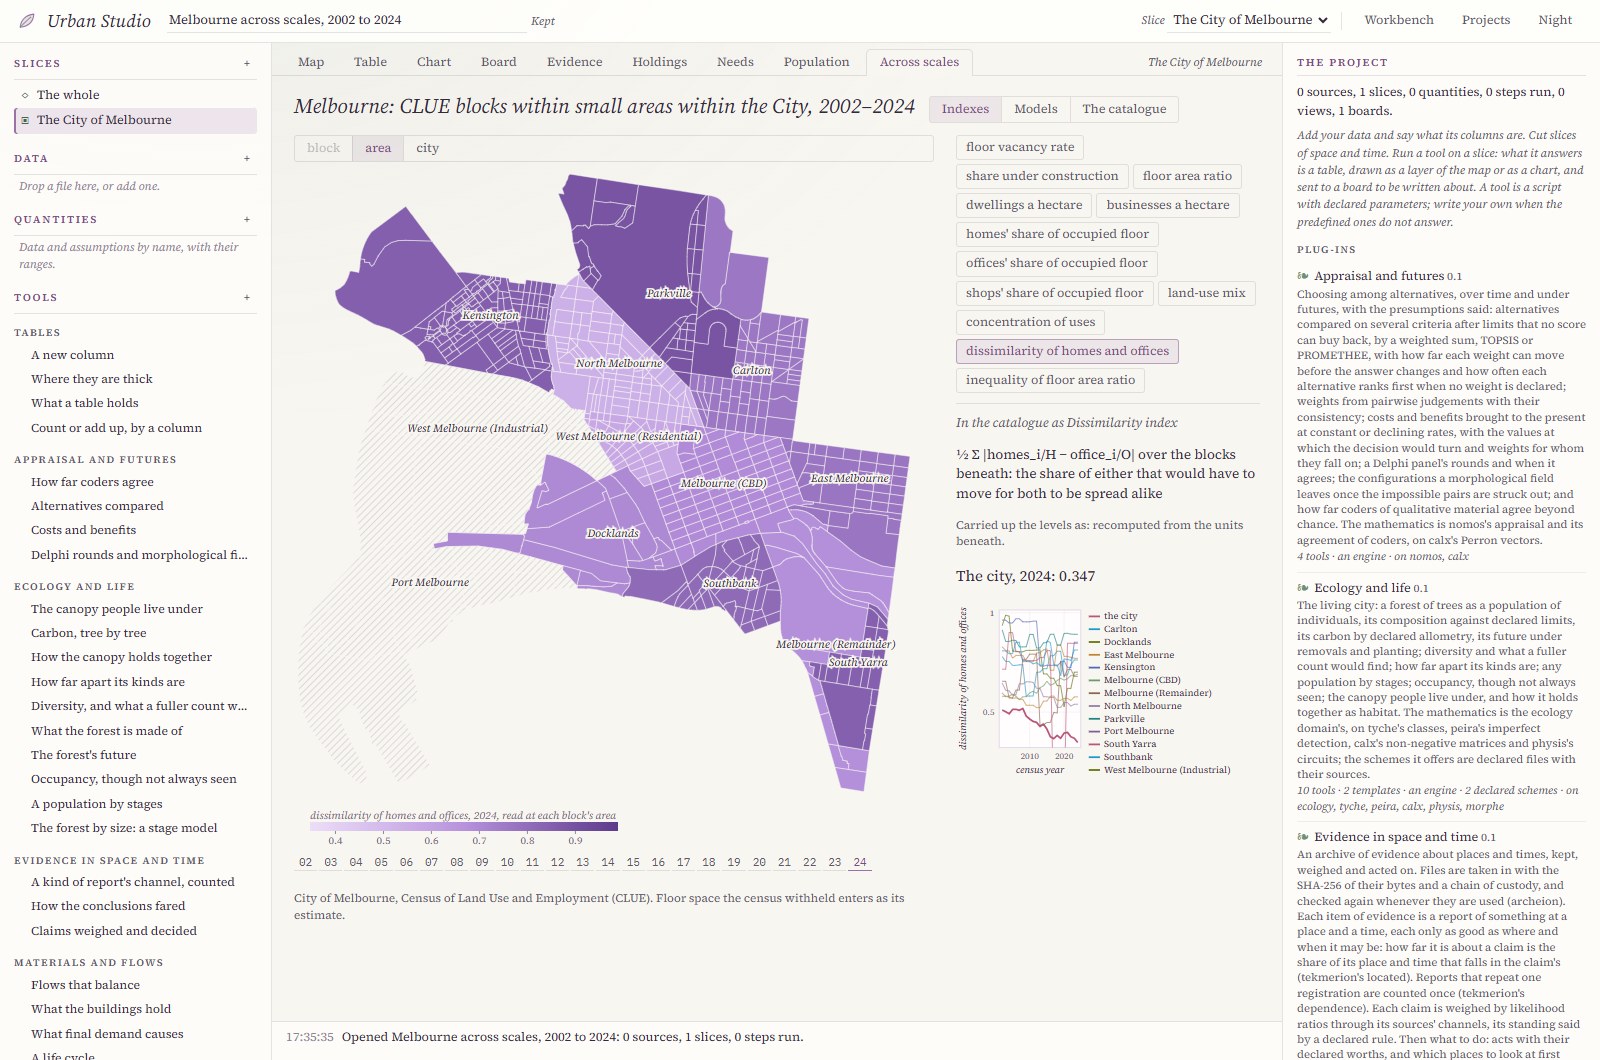 Urban Studio
Melbourne across scales, 2002 to 2024
Kept
Slice The City of Melbourne
Workbench
Projects
Night
SLICES +
The whole
The City of Melbourne
DATA +
Drop a file here, or add one.
QUANTITIES +
Data and assumptions by name, with their
ranges.
TOOLS +
TABLES
A new column
Where they are thick
What a table holds
Count or add up, by a column
APPRAISAL AND FUTURES
How far coders agree
Alternatives compared
Costs and benefits
Delphi rounds and morphological fi...
ECOLOGY AND LIFE
The canopy people live under
Carbon, tree by tree
How the canopy holds together
How far apart its kinds are
Diversity, and what a fuller count w...
What the forest is made of
The forest's future
Occupancy, though not always seen
A population by stages
The forest by size: a stage model
EVIDENCE IN SPACE AND TIME
A kind of report's channel, counted
How the conclusions fared
Claims weighed and decided
MATERIALS AND FLOWS
Flows that balance
What the buildings hold
What final demand causes
A life cycle
Map
Table
Chart
Board
Evidence
Holdings
Needs
Population
Across scales
The City of Melbourne
Melbourne: CLUE blocks within small areas within the City, 2002–2024
Indexes
Models
The catalogue
block
area
city
Kensington
Parkville
North Melbourne
Carlton
West Melbourne (Industrial)
West Melbourne (Residential)
Melbourne (CBD)
East Melbourne
Docklands
Port Melbourne
Southbank
Melbourne (Remainder)
South Yarra
dissimilarity of homes and offices, 2024, read at each block's area
0.4 0.5 0.6 0.7 0.8 0.9
02 03 04 05 06 07 08 09 10 11 12 13 14 15 16 17 18 19 20 21 22 23 24
City of Melbourne, Census of Land Use and Employment (CLUE). Floor space the census withheld enters as its
estimate.
floor vacancy rate
share under construction
floor area ratio
dwellings a hectare
businesses a hectare
homes' share of occupied floor
offices' share of occupied floor
shops' share of occupied floor
land-use mix
concentration of uses
dissimilarity of homes and offices
inequality of floor area ratio
In the catalogue as Dissimilarity index
½ Σ |homes_i/H − office_i/O| over the blocks
beneath: the share of either that would have to
move for both to be spread alike
Carried up the levels as: recomputed from the units
beneath.
The city, 2024: 0.347
dissimilarity of homes and offices
1
0.5
2010 2020
census year
the city
Carlton
Docklands
East Melbourne
Kensington
Melbourne (CBD)
Melbourne (Remainder)
North Melbourne
Parkville
Port Melbourne
South Yarra
Southbank
West Melbourne (Industrial)
17:35:35 Opened Melbourne across scales, 2002 to 2024: 0 sources, 1 slices, 0 steps run.
THE PROJECT
0 sources, 1 slices, 0 quantities, 0 steps run, 0
views, 1 boards.
Add your data and say what its columns are. Cut slices
of space and time. Run a tool on a slice: what it answers
is a table, drawn as a layer of the map or as a chart, and
sent to a board to be written about. A tool is a script
with declared parameters; write your own when the
predefined ones do not answer.
PLUG-INS
Appraisal and futures 0.1
Choosing among alternatives, over time and under
futures, with the presumptions said: alternatives
compared on several criteria after limits that no score
can buy back, by a weighted sum, TOPSIS or
PROMETHEE, with how far each weight can move
before the answer changes and how often each
alternative ranks first when no weight is declared;
weights from pairwise judgements with their
consistency; costs and benefits brought to the present
at constant or declining rates, with the values at
which the decision would turn and weights for whom
they fall on; a Delphi panel's rounds and when it
agrees; the configurations a morphological field
leaves once the impossible pairs are struck out; and
how far coders of qualitative material agree beyond
chance. The mathematics is nomos's appraisal and its
agreement of coders, on calx's Perron vectors.
4 tools · an engine · on nomos, calx
Ecology and life 0.1
The living city: a forest of trees as a population of
individuals, its composition against declared limits,
its carbon by declared allometry, its future under
removals and planting; diversity and what a fuller
count would find; how far apart its kinds are; any
population by stages; occupancy, though not always
seen; the canopy people live under, and how it holds
together as habitat. The mathematics is the ecology
domain's, on tyche's classes, peira's imperfect
detection, calx's non-negative matrices and physis's
circuits; the schemes it offers are declared files with
their sources.
10 tools · 2 templates · an engine · 2 declared schemes · on
ecology, tyche, peira, calx, physis, morphe
Evidence in space and time 0.1
An archive of evidence about places and times, kept,
weighed and acted on. Files are taken in with the
SHA-256 of their bytes and a chain of custody, and
checked again whenever they are used (archeion).
Each item of evidence is a report of something at a
place and a time, each only as good as where and
when it may be: how far it is about a claim is the
share of its place and time that falls in the claim's
(tekmerion's located). Reports that repeat one
registration are counted once (tekmerion's
dependence). Each claim is weighed by likelihood
ratios through its sources' channels, its standing said
by a declared rule. Then what to do: acts with their
declared worths, and which places to look at first